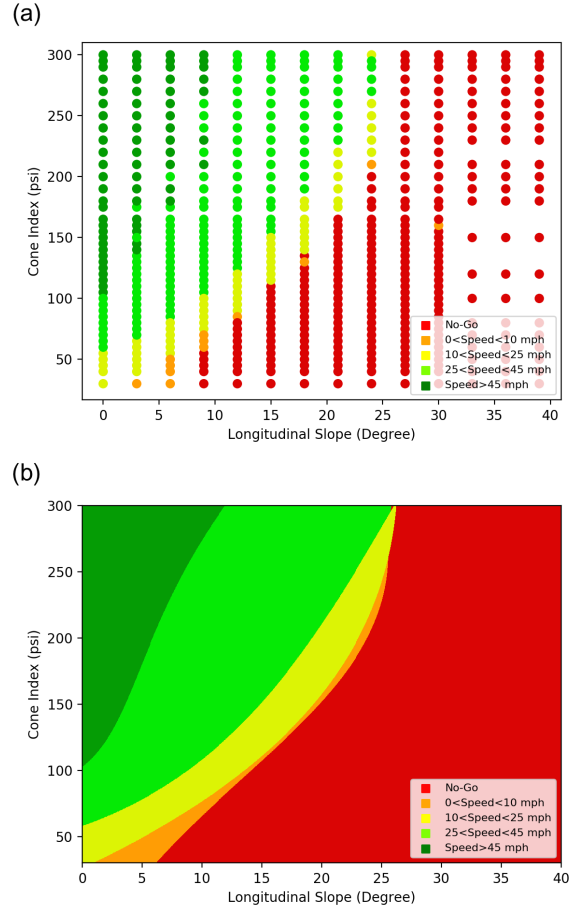 (a)
300
250
200
150
100
50
Cone Index (psi)
No-Go
0<Speed<10 mph
10<Speed<25 mph
25<Speed<45 mph
Speed>45 mph
0 5 10 15 20 25 30 35 40
Longitudinal Slope (Degree)
(b)
300
250
200
150
100
50
Cone Index (psi)
No-Go
0<Speed<10 mph
10<Speed<25 mph
25<Speed<45 mph
Speed>45 mph
0 5 10 15 20 25 30 35 40
Longitudinal Slope (Degree)